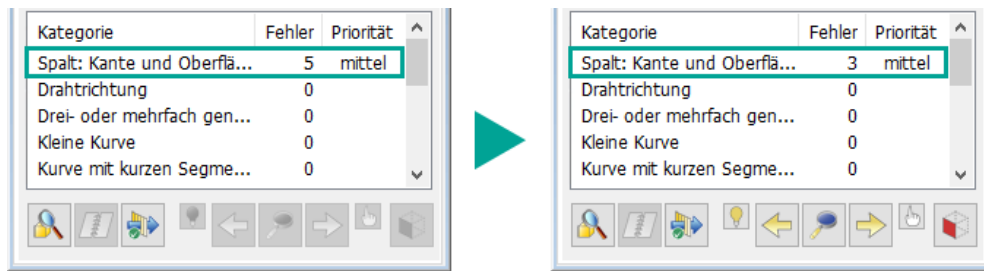 Kategorie Fehler Priorität
Spalt: Kante und Oberflä... 5 mittel
Drahtrichtung 0
Drei- oder mehrfach gen... 0
Kleine Kurve 0
Kurve mit kurzen Segme... 0
Kategorie Fehler Priorität
Spalt: Kante und Oberflä... 3 mittel
Drahtrichtung 0
Drei- oder mehrfach gen... 0
Kleine Kurve 0
Kurve mit kurzen Segme... 0